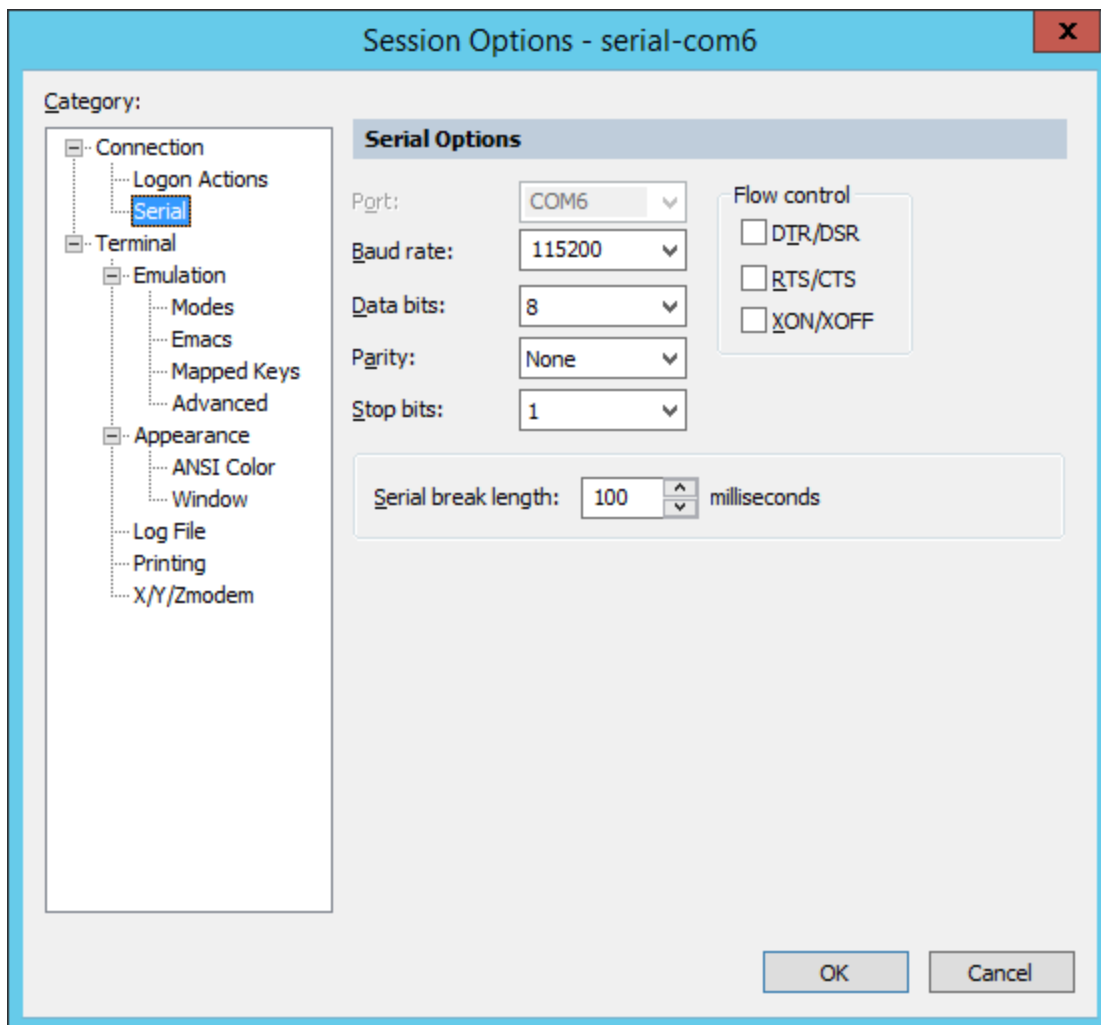 Session Options - serial-com6
x
Category:
Connection
Logon Actions
Serial
Terminal
Emulation
Modes
Emacs
Mapped Keys
Advanced
Appearance
ANSI Color
Window
Log File
Printing
X/Y/Zmodem
Serial Options
Port: COM6
Baud rate: 115200
Data bits: 8
Parity: None
Stop bits: 1
Flow control
DTR/DSR
RTS/CTS
XON/XOFF
Serial break length: 100 milliseconds
OK Cancel